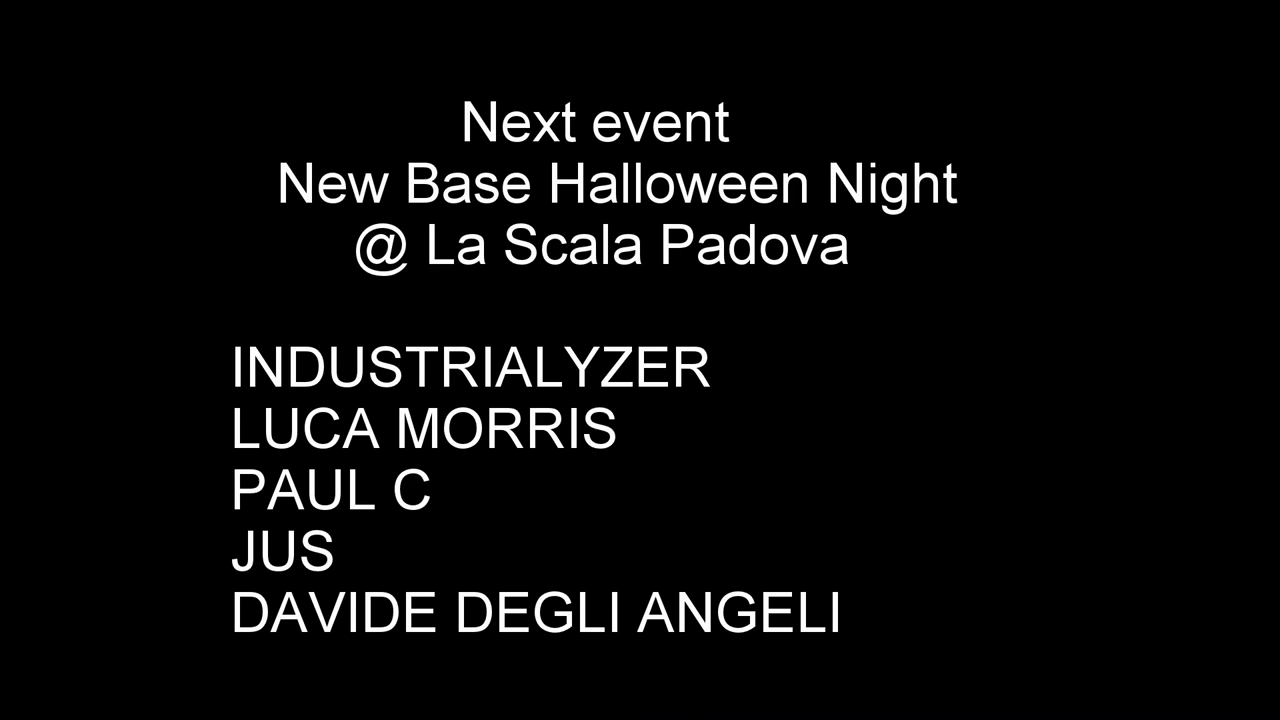 Next event
New Base Halloween Night
@ La Scala Padova
INDUSTRIALYZER
LUCA MORRIS
PAUL C
JUS
DAVIDE DEGLI ANGELI